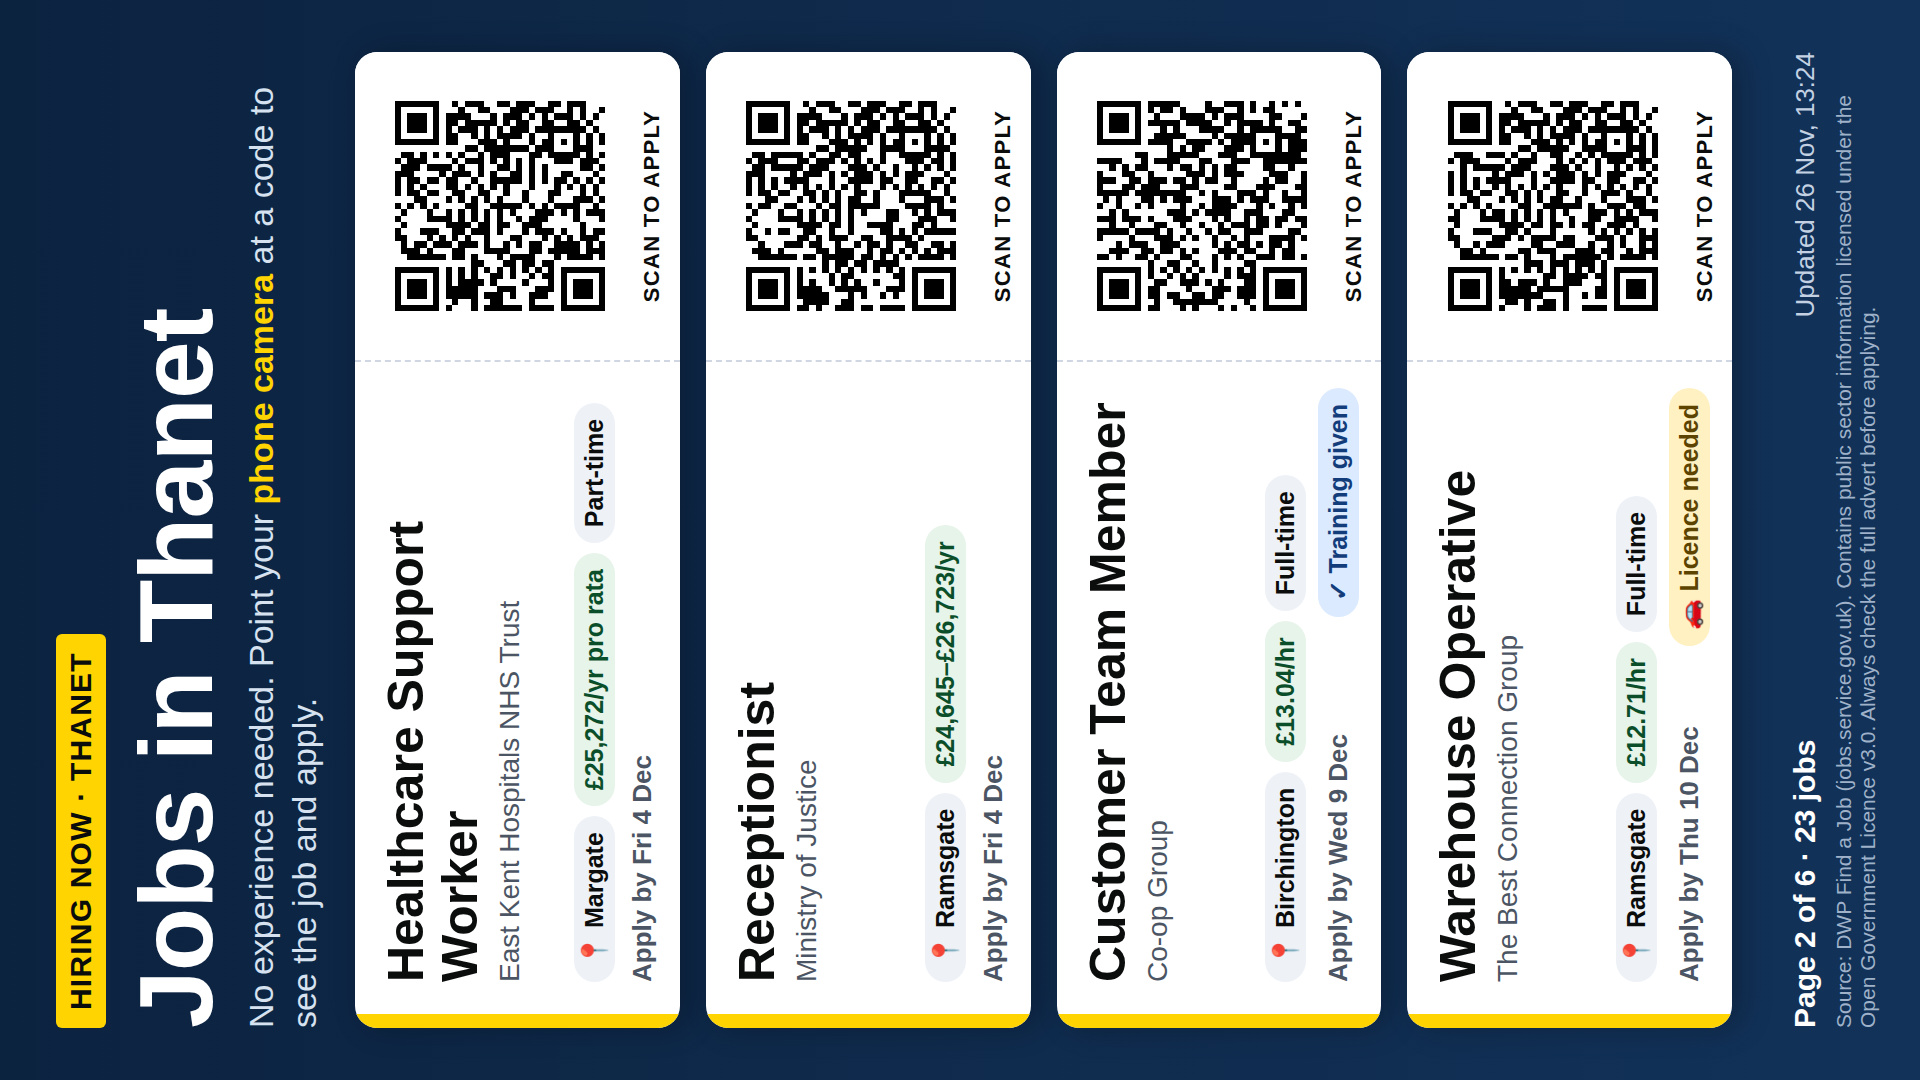 HIRING NOW · THANET
Jobs in Thanet
No experience needed. Point your phone camera at a code to
see the job and apply.
Healthcare Support
Worker
East Kent Hospitals NHS Trust
📍 Margate
£25,272/yr pro rata
Part-time
Apply by Fri 4 Dec
SCAN TO APPLY
Receptionist
Ministry of Justice
📍 Ramsgate
£24,645–£26,723/yr
Apply by Fri 4 Dec
SCAN TO APPLY
Customer Team Member
Co-op Group
📍 Birchington
£13.04/hr
Full-time
Apply by Wed 9 Dec
✓ Training given
SCAN TO APPLY
Warehouse Operative
The Best Connection Group
📍 Ramsgate
£12.71/hr
Full-time
Apply by Thu 10 Dec
🚗 Licence needed
SCAN TO APPLY
Page 2 of 6 · 23 jobs
Updated 26 Nov, 13:24
Source: DWP Find a Job (jobs.service.gov.uk). Contains public sector information licensed under the
Open Government Licence v3.0. Always check the full advert before applying.